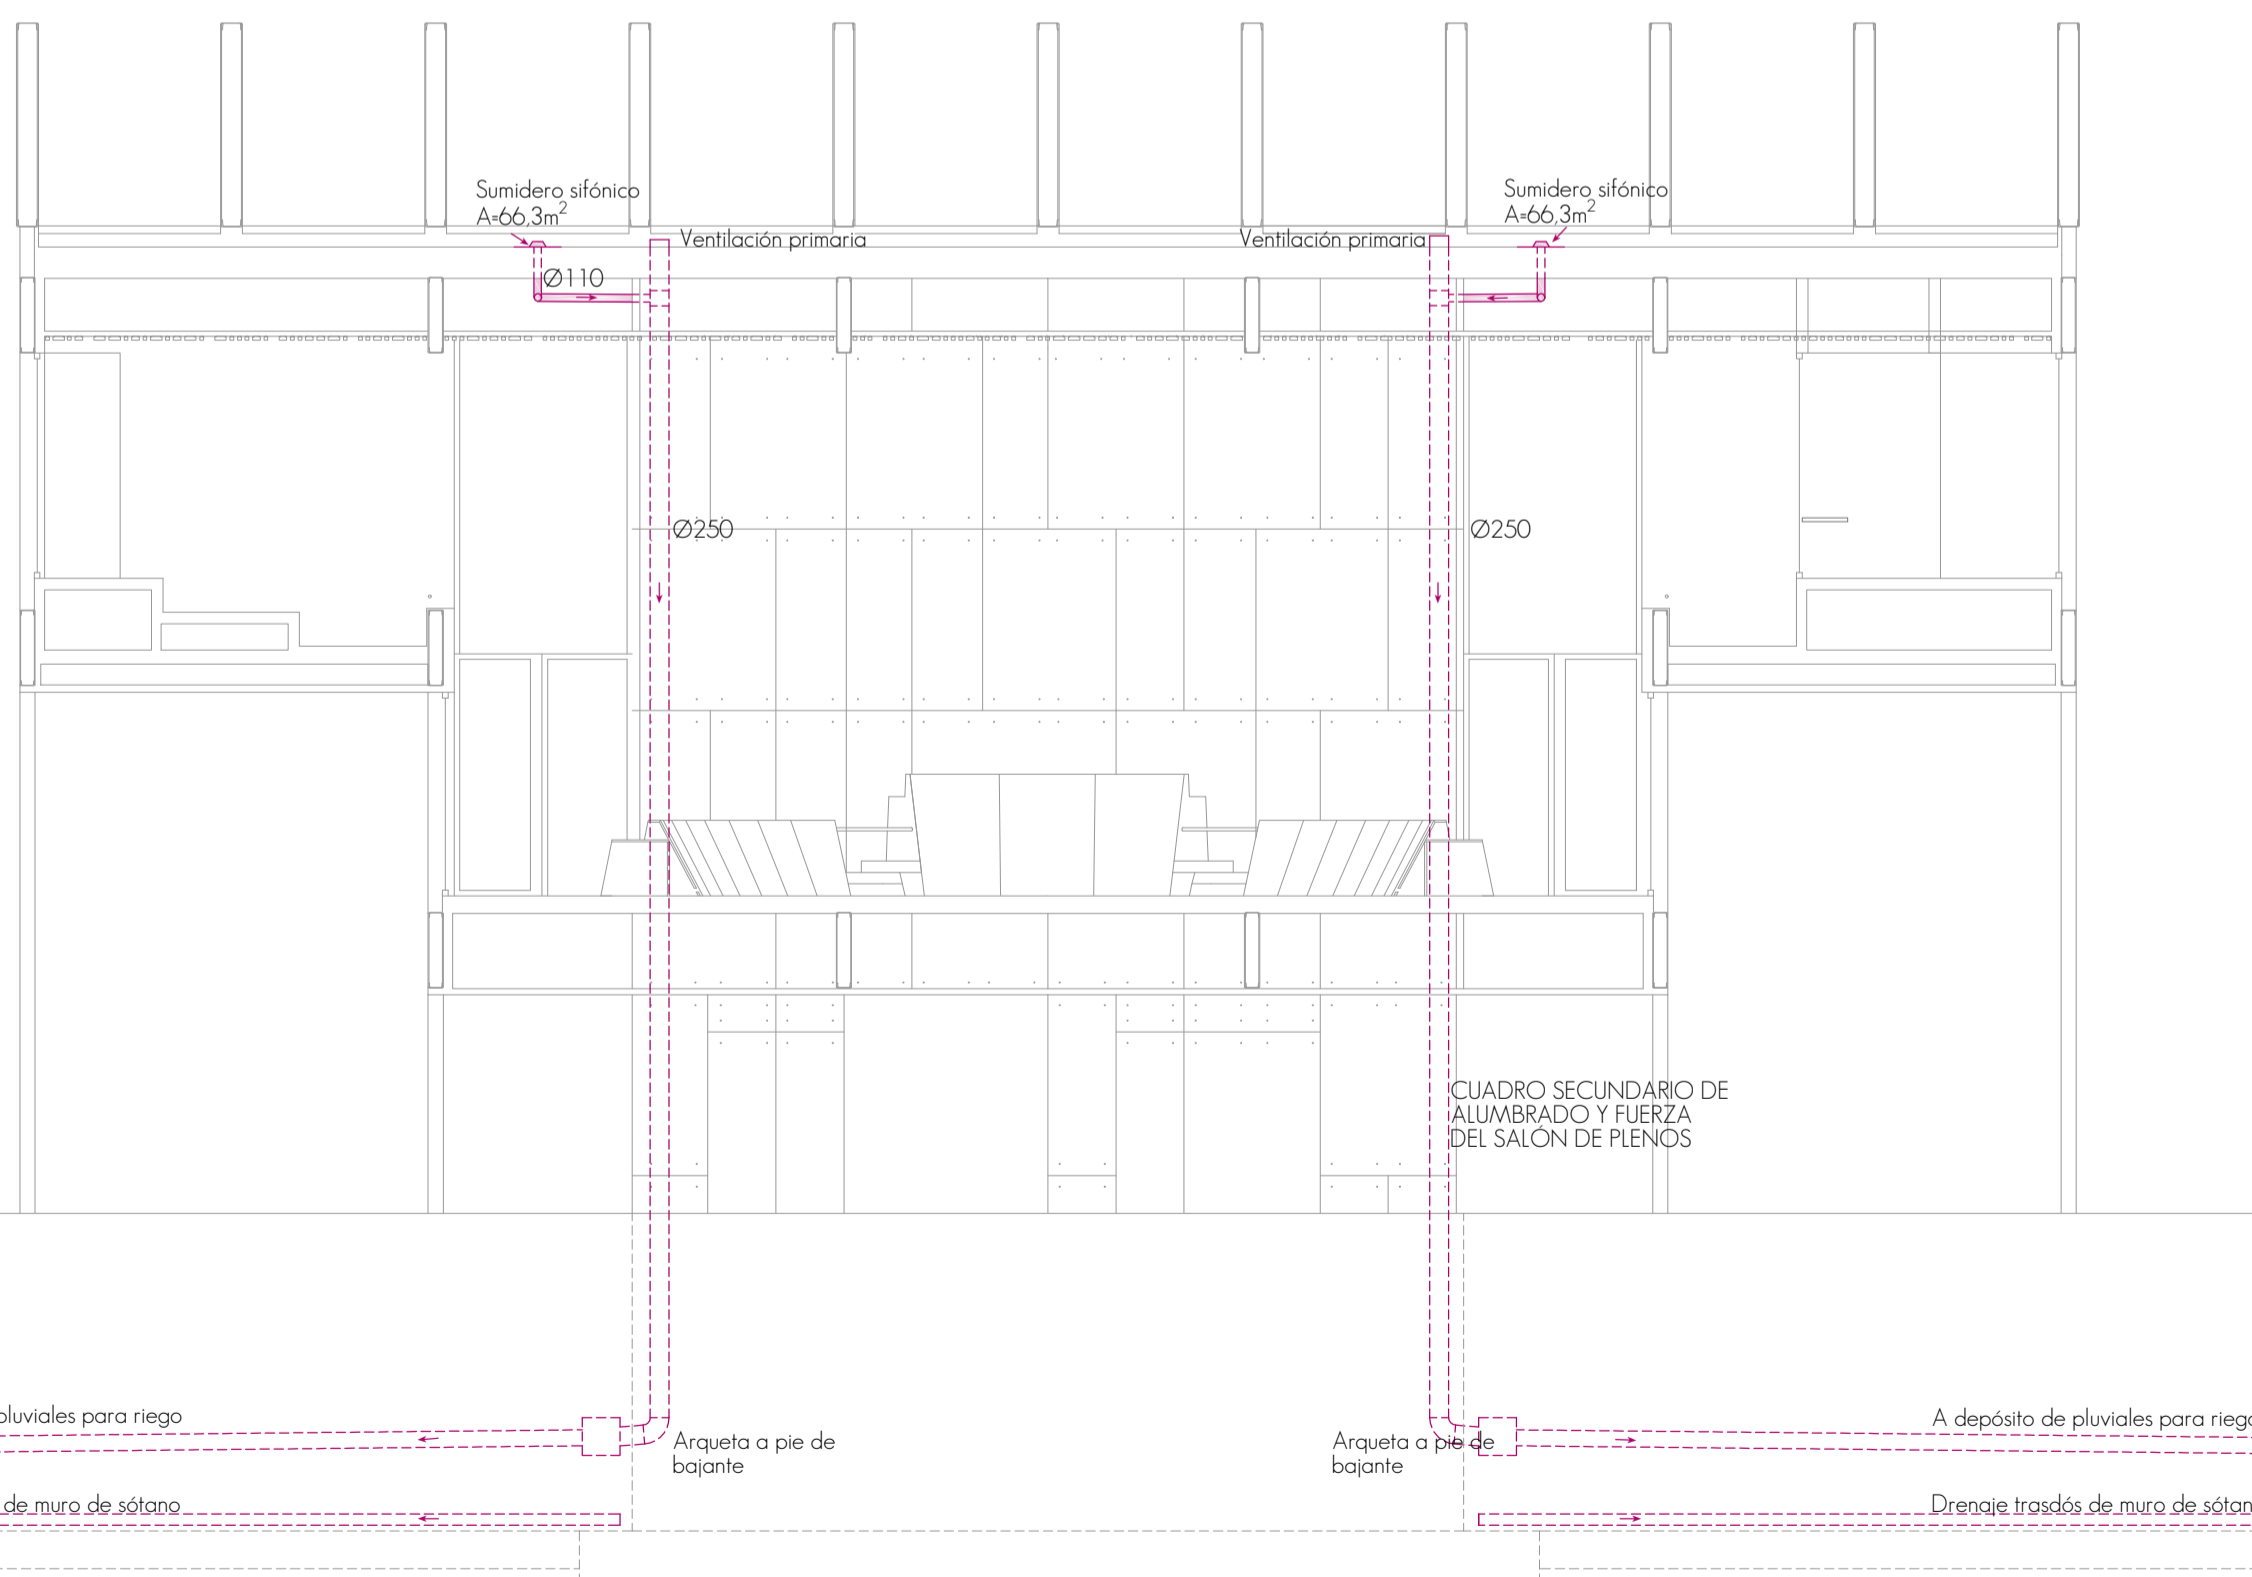 Sumidero sifónico
A=66,3m²
Sumidero sifónico
A=66,3m²
Ventilación primaria
Ventilación primaria
Ø110
Ø250
Ø250
CUADRO SECUNDARIO DE
ALUMBRADO Y FUERZA
DEL SALÓN DE PLENOS
pluviales para riego
A depósito de pluviales para riego
Arqueta a pie de
bajante
Arqueta a pie de
bajante
de muro de sótano
Drenaje trasdós de muro de sótan